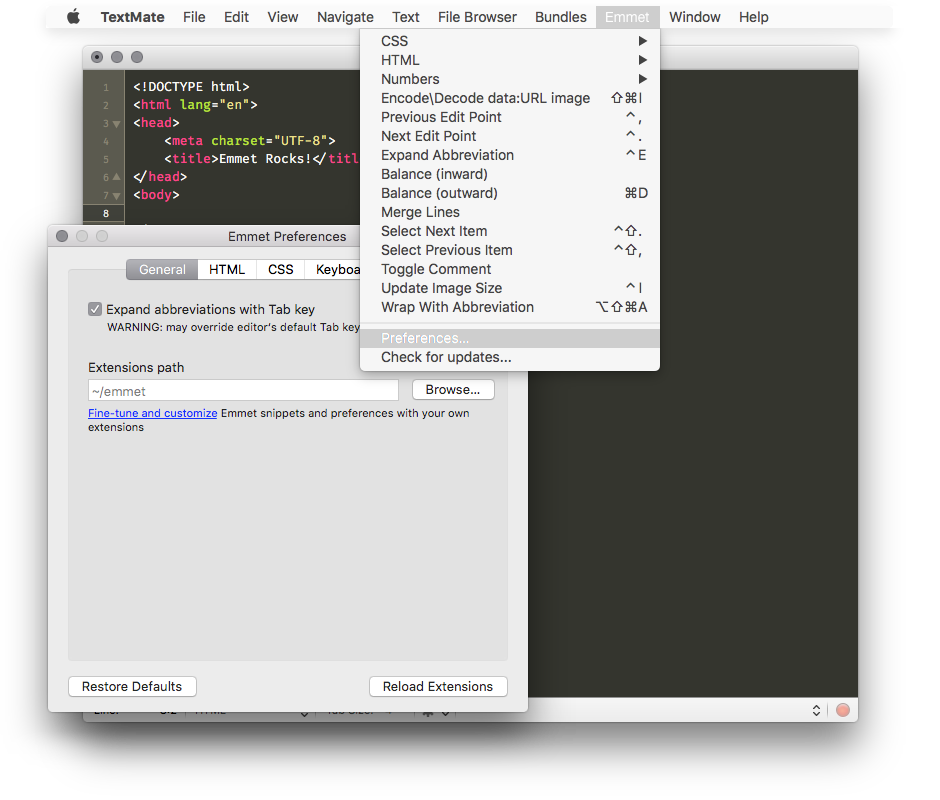 TextMate File Edit View Navigate Text File Browser Bundles Emmet Window Help
CSS
HTML
Numbers
Encode\Decode data:URL image ⇧⌘I
Previous Edit Point ^,
Next Edit Point ^.
Expand Abbreviation ^E
Balance (inward)
Balance (outward) ⌘D
Merge Lines
Select Next Item ^⇧.
Select Previous Item ^⇧,
Toggle Comment
Update Image Size ^I
Wrap With Abbreviation ⌥⇧⌘A
Preferences...
Check for updates...
1 <!DOCTYPE html>
2 <html lang="en">
3 <head>
4 <meta charset="UTF-8">
5 <title>Emmet Rocks!</titl
6 </head>
7 <body>
8
Emmet Preferences
General HTML CSS Keyboa
Expand abbreviations with Tab key
WARNING: may override editor's default Tab key
Extensions path
~/emmet Browse...
Fine-tune and customize Emmet snippets and preferences with your own
extensions
Restore Defaults Reload Extensions